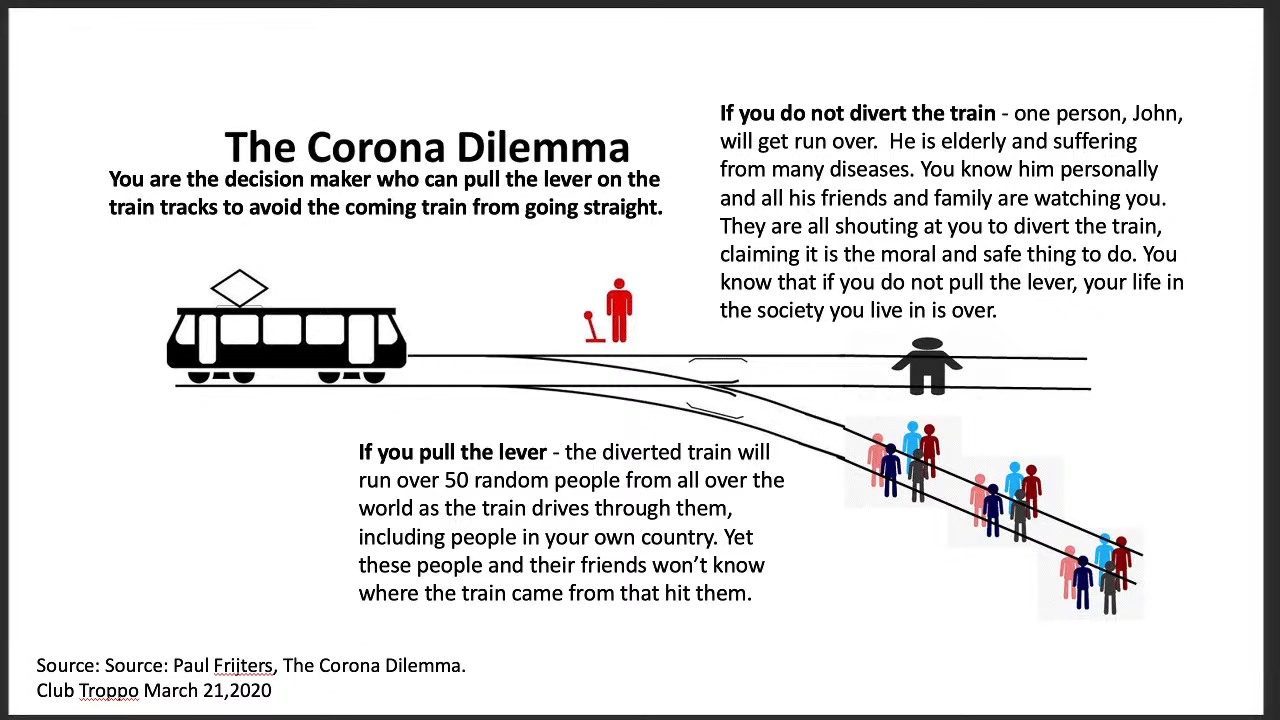 The Corona Dilemma
You are the decision maker who can pull the lever on the
train tracks to avoid the coming train from going straight.
If you do not divert the train - one person, John,
will get run over.  He is elderly and suffering
from many diseases. You know him personally
and all his friends and family are watching you.
They are all shouting at you to divert the train,
claiming it is the moral and safe thing to do. You
know that if you do not pull the lever, your life in
the society you live in is over.
If you pull the lever - the diverted train will
run over 50 random people from all over the
world as the train drives through them,
including people in your own country. Yet
these people and their friends won’t know
where the train came from that hit them.
Source: Source: Paul Frijters, The Corona Dilemma.
Club Troppo March 21,2020